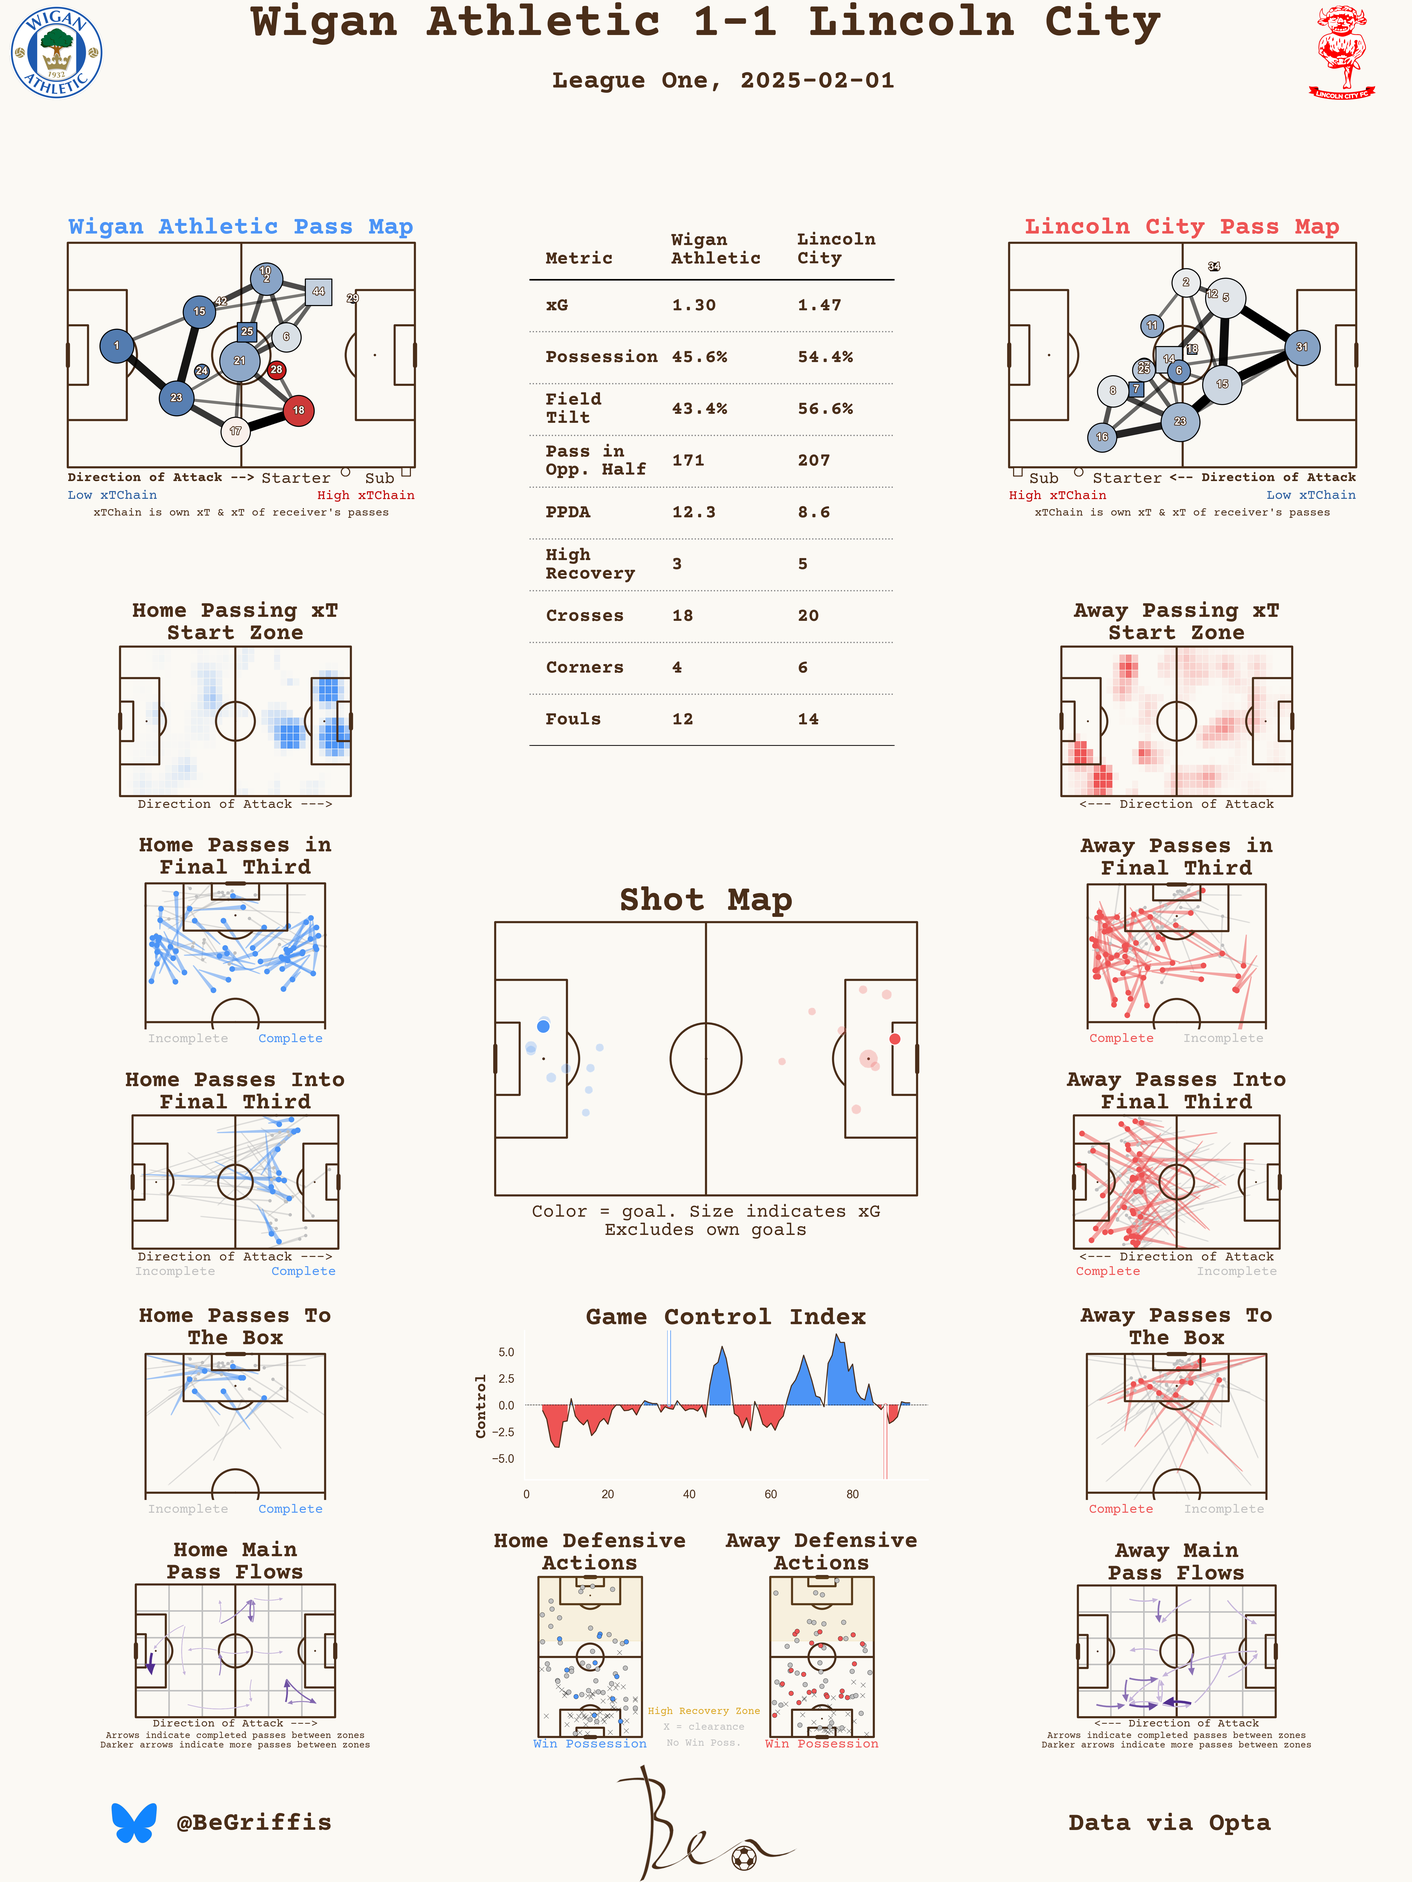 Wigan Athletic 1-1 Lincoln City
League One, 2025-02-01
WIGAN
ATHLETIC
1932
LINCOLN CITY FC
Wigan Athletic Pass Map
1
15
42
10
2
44
29
25
6
21
24
28
23
18
17
Direction of Attack --> Starter Sub
Low xTChain High xTChain
xTChain is own xT & xT of receiver's passes
Metric Wigan Athletic Lincoln City
xG 1.30 1.47
Possession 45.6% 54.4%
Field Tilt 43.4% 56.6%
Pass in Opp. Half 171 207
PPDA 12.3 8.6
High Recovery 3 5
Crosses 18 20
Corners 4 6
Fouls 12 14
Lincoln City Pass Map
34
2
12
5
11
31
18
14
25
6
15
8
7
23
16
Sub Starter <-- Direction of Attack
High xTChain Low xTChain
xTChain is own xT & xT of receiver's passes
Home Passing xT
Start Zone
Direction of Attack --->
Away Passing xT
Start Zone
<--- Direction of Attack
Home Passes in
Final Third
Incomplete Complete
Away Passes in
Final Third
Complete Incomplete
Shot Map
Color = goal. Size indicates xG
Excludes own goals
Home Passes Into
Final Third
Direction of Attack --->
Incomplete Complete
Away Passes Into
Final Third
<--- Direction of Attack
Complete Incomplete
Home Passes To
The Box
Incomplete Complete
Game Control Index
Control
5.0
2.5
0.0
−2.5
−5.0
0 20 40 60 80
Away Passes To
The Box
Complete Incomplete
Home Main
Pass Flows
Direction of Attack --->
Arrows indicate completed passes between zones
Darker arrows indicate more passes between zones
Home Defensive
Actions
Win Possession
High Recovery Zone
X = clearance
No Win Poss.
Away Defensive
Actions
Win Possession
Away Main
Pass Flows
<--- Direction of Attack
Arrows indicate completed passes between zones
Darker arrows indicate more passes between zones
@BeGriffis
Ben
Data via Opta